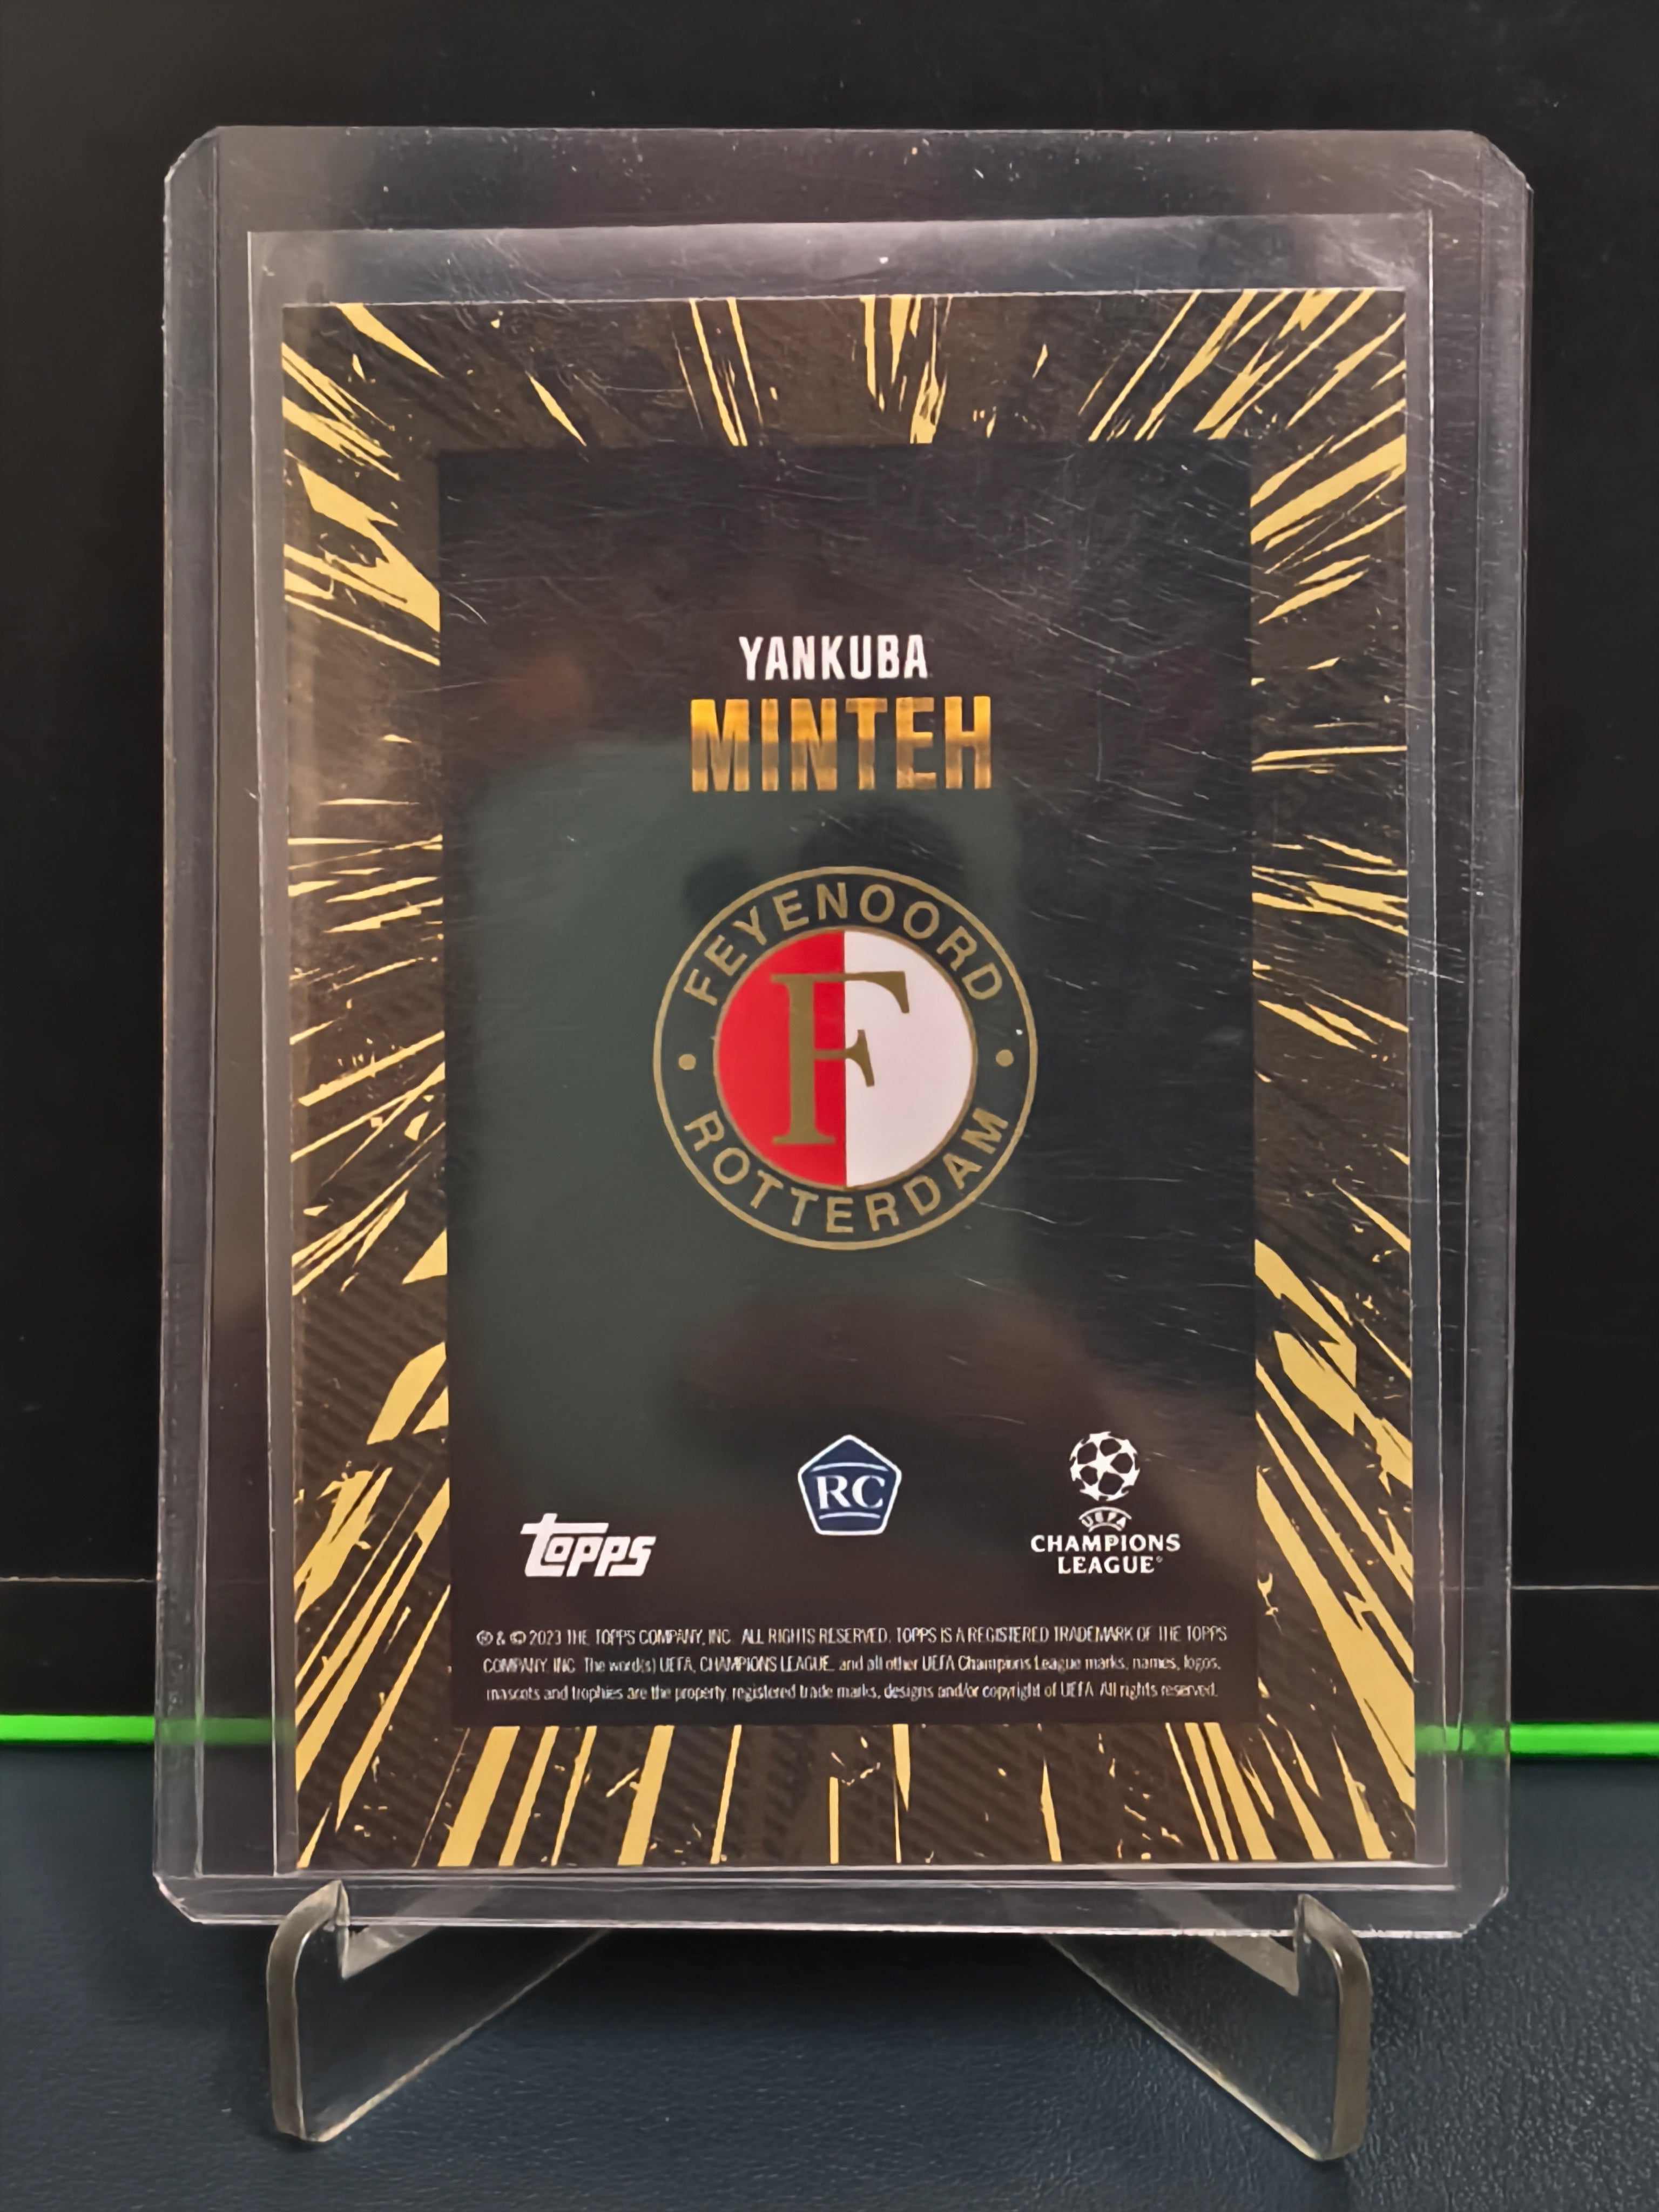 YANKUBA
MINTEH
FEYENOORD
F
ROTTERDAM
RC
topps
UEFA
CHAMPIONS
LEAGUE®
® & © 2023 THE TOPPS COMPANY, INC. ALL RIGHTS RESERVED. TOPPS IS A REGISTERED TRADEMARK OF THE TOPPS
COMPANY, INC. The word(s) UEFA, CHAMPIONS LEAGUE, and all other UEFA Champions League marks, names, logos,
mascots and trophies are the property, registered trade marks, designs and/or copyright of UEFA. All rights reserved.